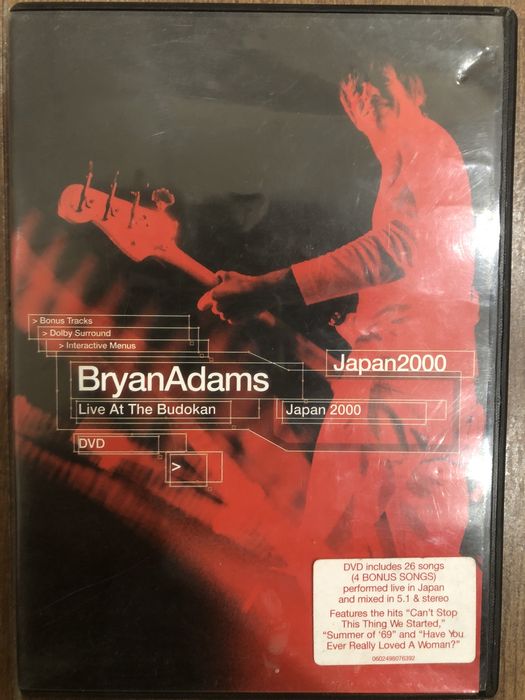 > Bonus Tracks
> Dolby Surround
> Interactive Menus
Japan2000
BryanAdams
Live At The Budokan
Japan 2000
DVD
>
DVD includes 26 songs
(4 BONUS SONGS)
performed live in Japan
and mixed in 5.1 & stereo
Features the hits "Can't Stop
This Thing We Started,"
"Summer of '69" and "Have You
Ever Really Loved A Woman?"
0602498076392